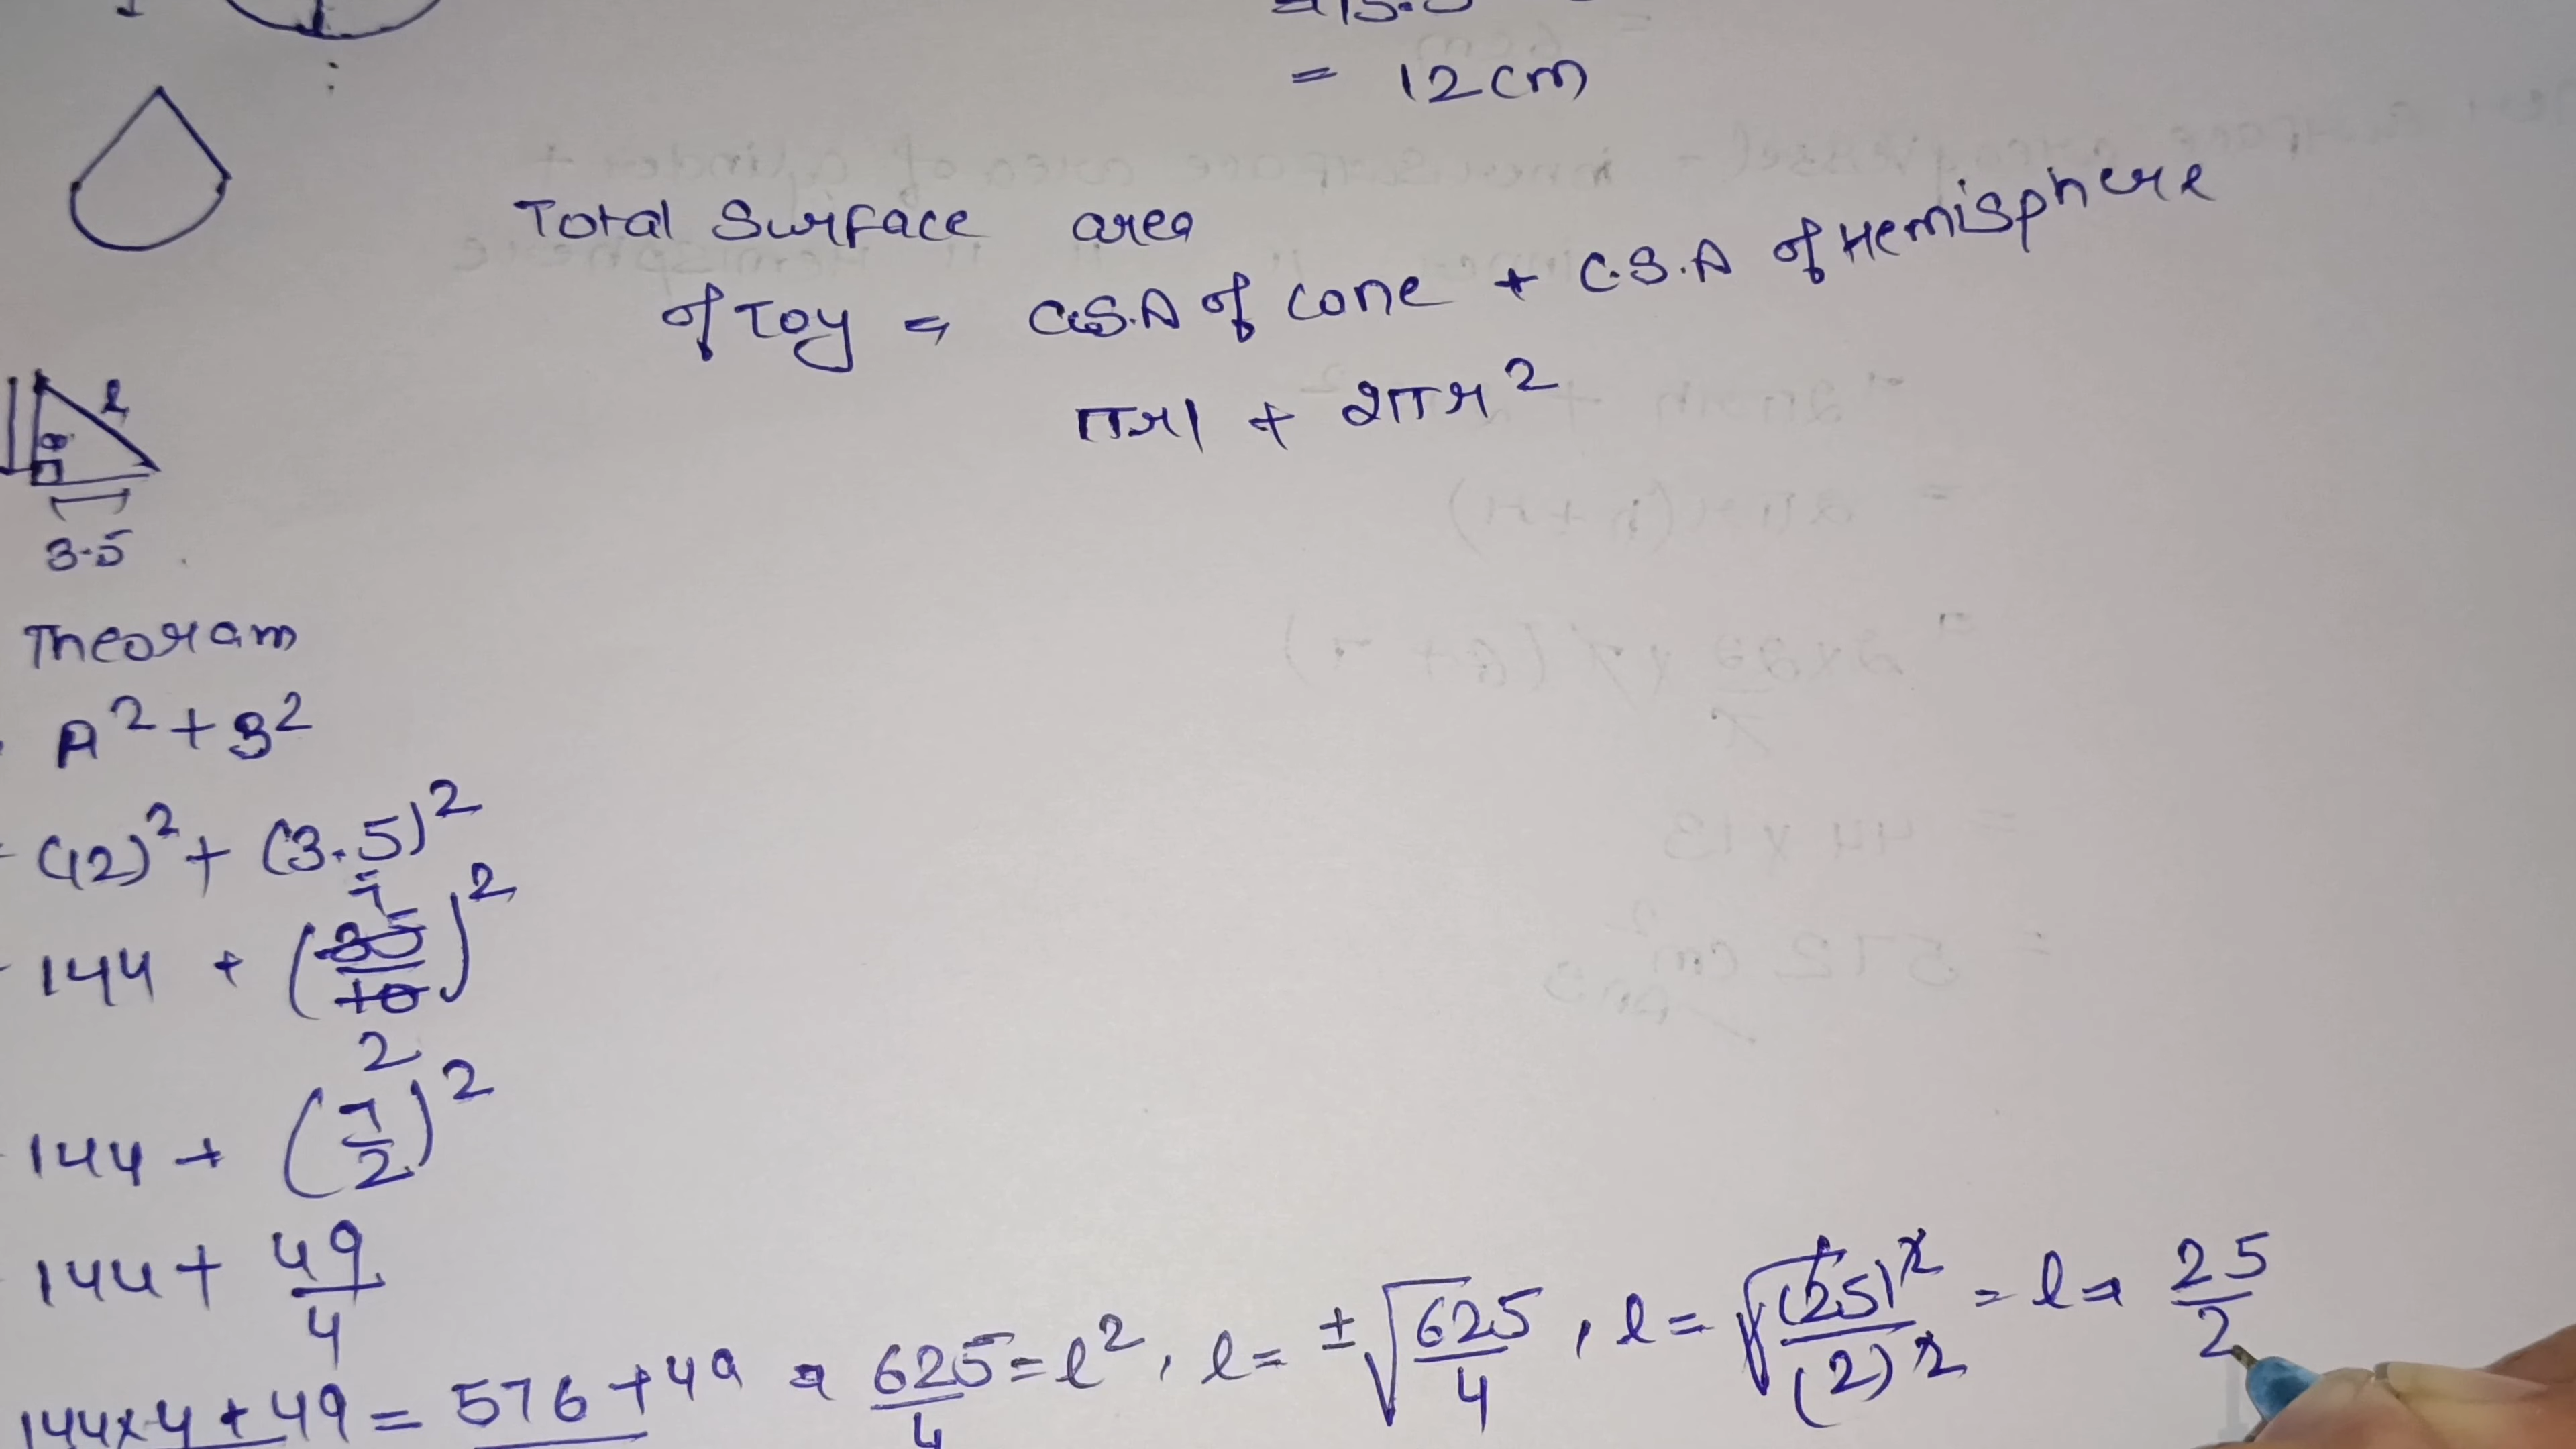 = 12 cm
Total Surface area
of Toy = C.S.A of cone + C.S.A of Hemisphere
πrl + 2πr²
l
3.5
Theoram
A² + B²
(12)² + (3.5)²
144 + (35/10)²
7
2
144 + (7/2)²
144 + 49/4
144×4+49 = 576+49 = 625/4 = l², l = ±√625/4, l = √(25)²/(2)² = l = 25/2